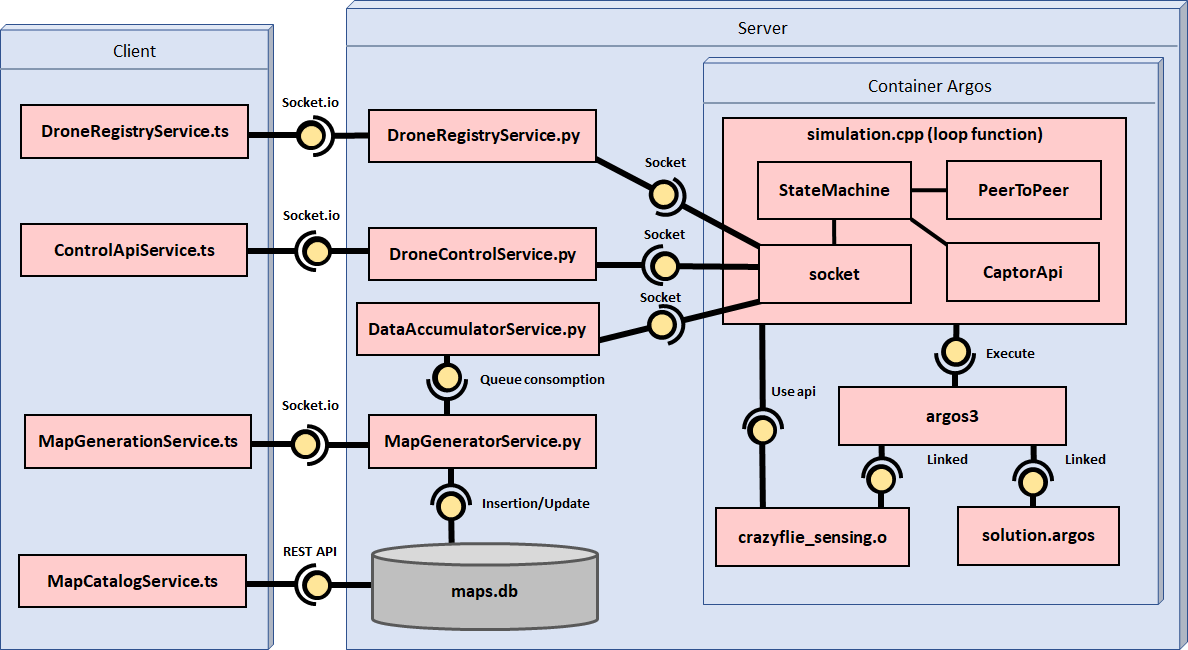 Client
Server
Container Argos
DroneRegistryService.ts
Socket.io
DroneRegistryService.py
Socket
simulation.cpp (loop function)
StateMachine
PeerToPeer
ControlApiService.ts
Socket.io
DroneControlService.py
Socket
socket
CaptorApi
DataAccumulatorService.py
Socket
Queue consomption
Use api
Execute
argos3
MapGenerationService.ts
Socket.io
MapGeneratorService.py
Linked
Linked
Insertion/Update
crazyflie_sensing.o
solution.argos
MapCatalogService.ts
REST API
maps.db